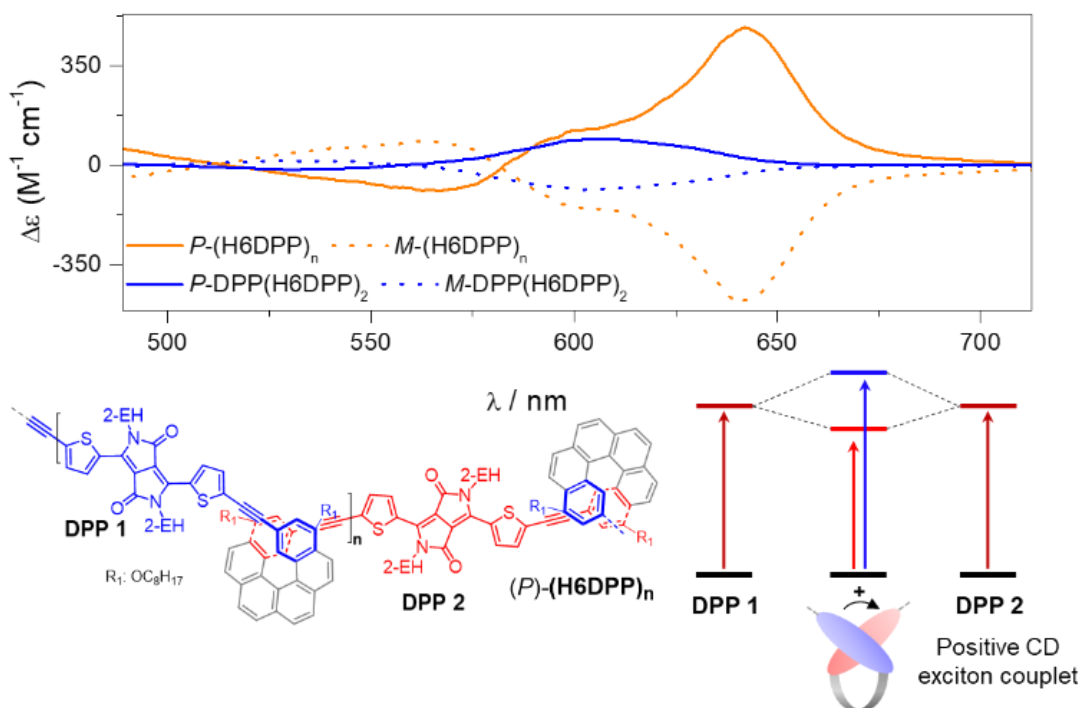 350
0
-350
Δε (M⁻¹ cm⁻¹)
P-(H6DPP)ₙ M-(H6DPP)ₙ
P-DPP(H6DPP)₂ M-DPP(H6DPP)₂
500 550 600 650 700
λ / nm
2-EH
S
N
O
O
N
S
2-EH
DPP 1
R₁
R₁
n
R₁: OC₈H₁₇
2-EH
S
O
N
S
N
O
2-EH
DPP 2
R₁
R₁
(P)-(H6DPP)ₙ
DPP 1
+
DPP 2
Positive CD
exciton couplet